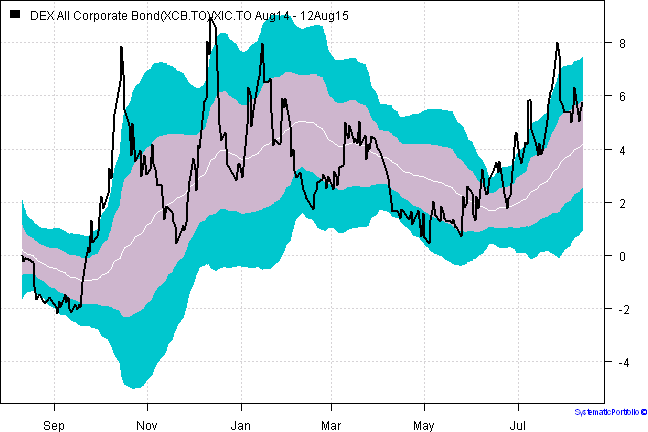 DEX All Corporate Bond(XCB.TO)/XIC.TO Aug14 - 12Aug15
8
6
4
2
0
-2
-4
Sep Nov Jan Mar May Jul
SystematicPortfolio ©